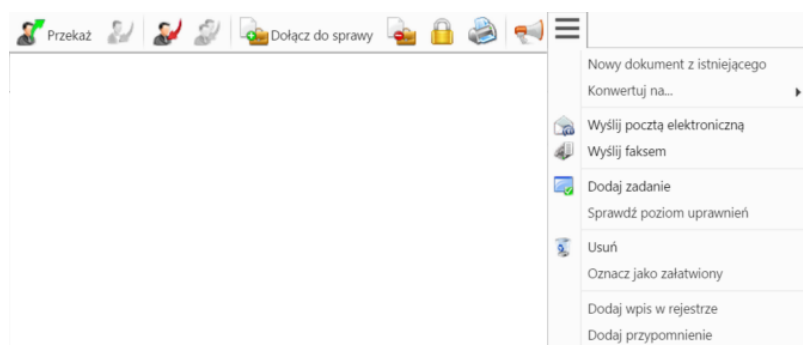 Przekaż
Dołącz do sprawy
Nowy dokument z istniejącego
Konwertuj na...
Wyślij pocztą elektroniczną
Wyślij faksem
Dodaj zadanie
Sprawdź poziom uprawnień
Usuń
Oznacz jako załatwiony
Dodaj wpis w rejestrze
Dodaj przypomnienie